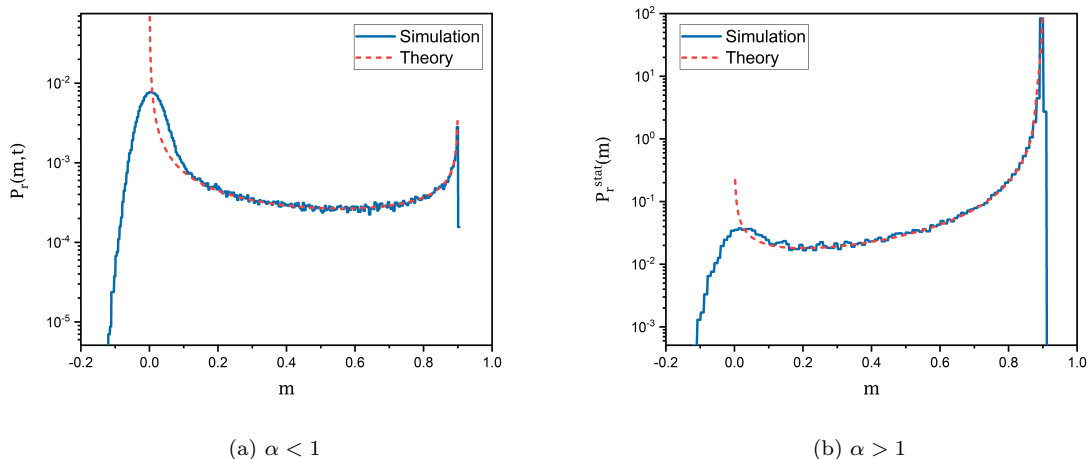 Simulation
Theory
10^-2
10^-3
10^-4
10^-5
P_r(m,t)
-0.2 0.0 0.2 0.4 0.6 0.8 1.0
m
(a) α < 1
Simulation
Theory
10^2
10^1
10^0
10^-1
10^-2
10^-3
P_r^stat(m)
-0.2 0.0 0.2 0.4 0.6 0.8 1.0
m
(b) α > 1